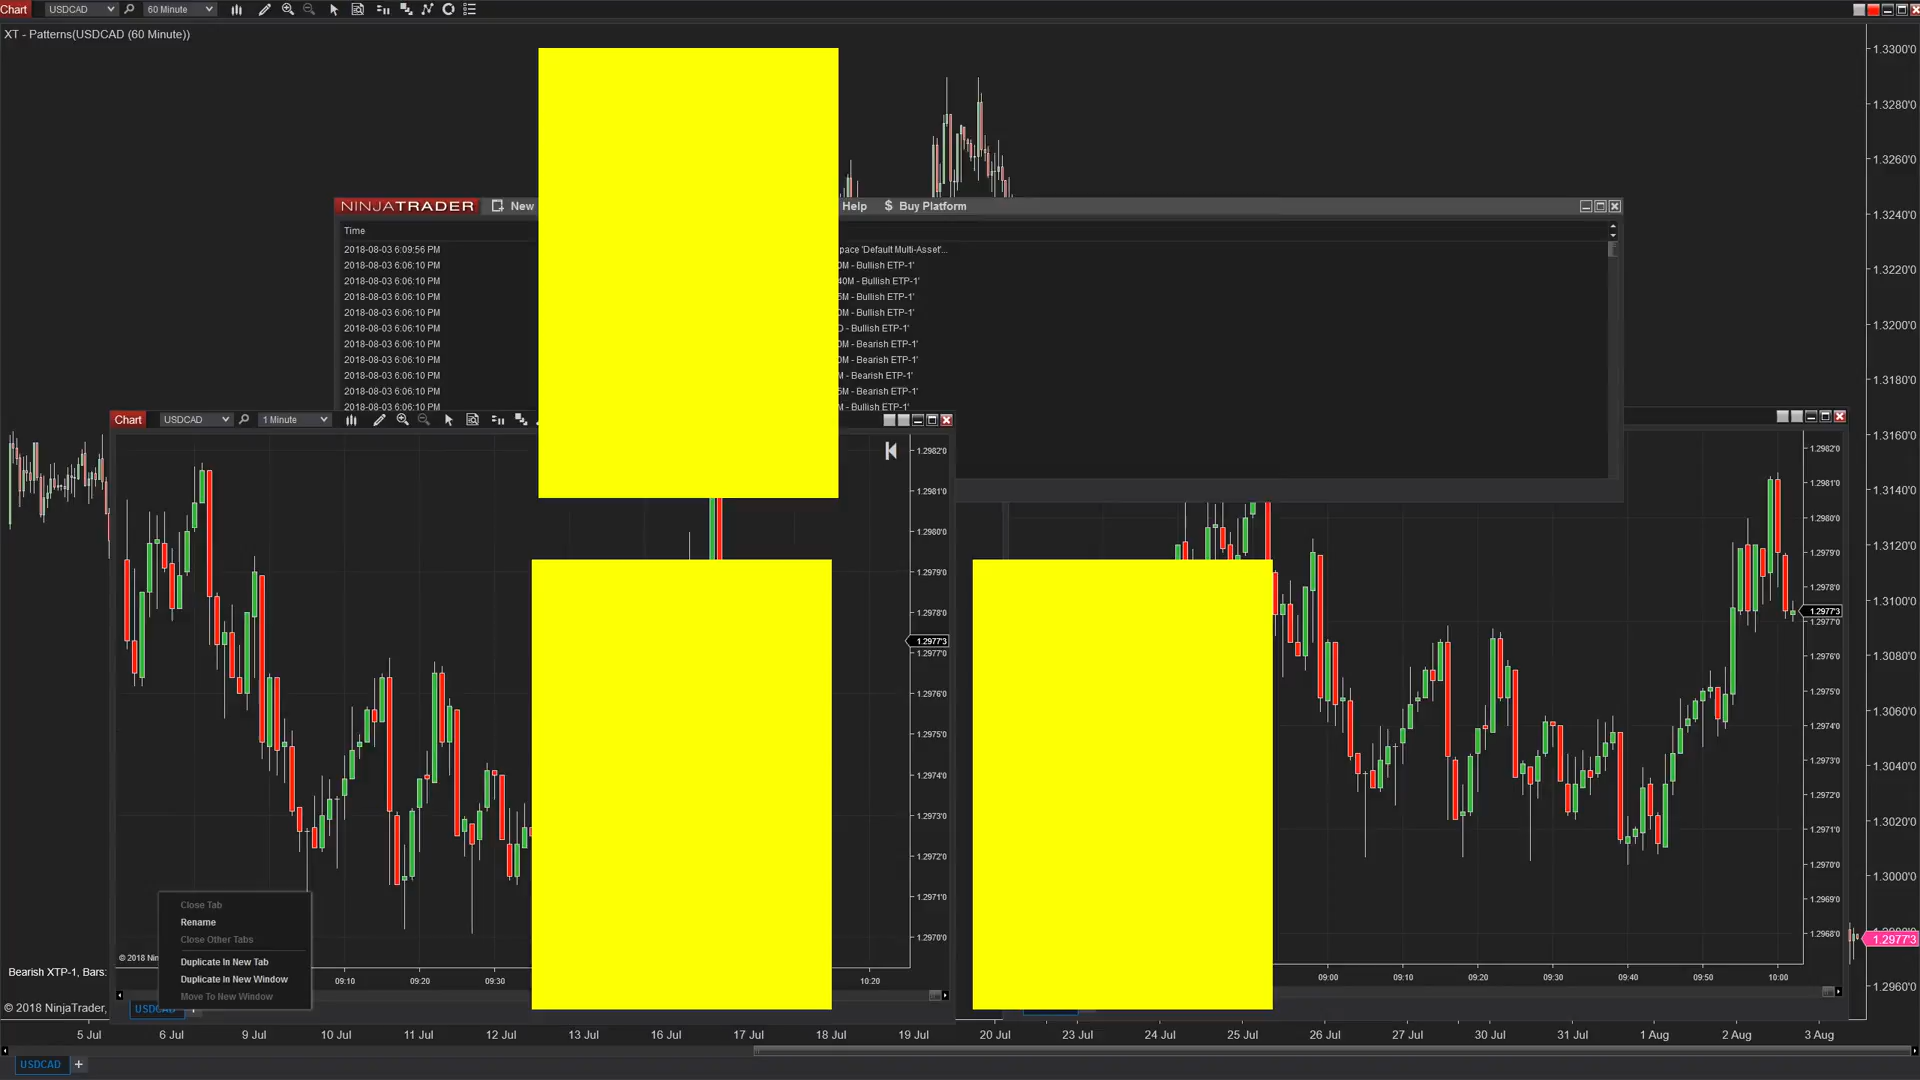 Chart USDCAD 60 Minute
XT - Patterns(USDCAD (60 Minute))
1.3300'0
1.3280'0
1.3260'0
1.3240'0
1.3220'0
1.3200'0
1.3180'0
1.3160'0
1.3140'0
1.3120'0
1.3100'0
1.3080'0
1.3060'0
1.3040'0
1.3020'0
1.3000'0
1.2977'3
1.2960'0
NINJATRADER New Help $ Buy Platform
Time
2018-08-03 6:09:56 PM pace 'Default Multi-Asset'...
2018-08-03 6:06:10 PM 0M - Bullish ETP-1'
2018-08-03 6:06:10 PM 40M - Bullish ETP-1'
2018-08-03 6:06:10 PM 5M - Bullish ETP-1'
2018-08-03 6:06:10 PM 0M - Bullish ETP-1'
2018-08-03 6:06:10 PM D - Bullish ETP-1'
2018-08-03 6:06:10 PM 0M - Bearish ETP-1'
2018-08-03 6:06:10 PM 0M - Bearish ETP-1'
2018-08-03 6:06:10 PM M - Bearish ETP-1'
2018-08-03 6:06:10 PM 5M - Bearish ETP-1'
2018-08-03 6:06:10 PM M - Bullish ETP-1'
Chart USDCAD 1 Minute
1.2982'0
1.2981'0
1.2980'0
1.2979'0
1.2978'0
1.2977'3
1.2977'0
1.2976'0
1.2975'0
1.2974'0
1.2973'0
1.2972'0
1.2971'0
1.2970'0
1.2982'0
1.2981'0
1.2980'0
1.2979'0
1.2978'0
1.2977'3
1.2977'0
1.2976'0
1.2975'0
1.2974'0
1.2973'0
1.2972'0
1.2971'0
1.2970'0
1.2969'0
1.2968'0
Close Tab
Rename
Close Other Tabs
Duplicate In New Tab
Duplicate In New Window
Move To New Window
© 2018 Nin
09:10 09:20 09:30 10:20
09:00 09:10 09:20 09:30 09:40 09:50 10:00
Bearish XTP-1, Bars:
© 2018 NinjaTrader,
USDCAD
5 Jul 6 Jul 9 Jul 10 Jul 11 Jul 12 Jul 13 Jul 16 Jul 17 Jul 18 Jul 19 Jul 20 Jul 23 Jul 24 Jul 25 Jul 26 Jul 27 Jul 30 Jul 31 Jul 1 Aug 2 Aug 3 Aug
USDCAD +